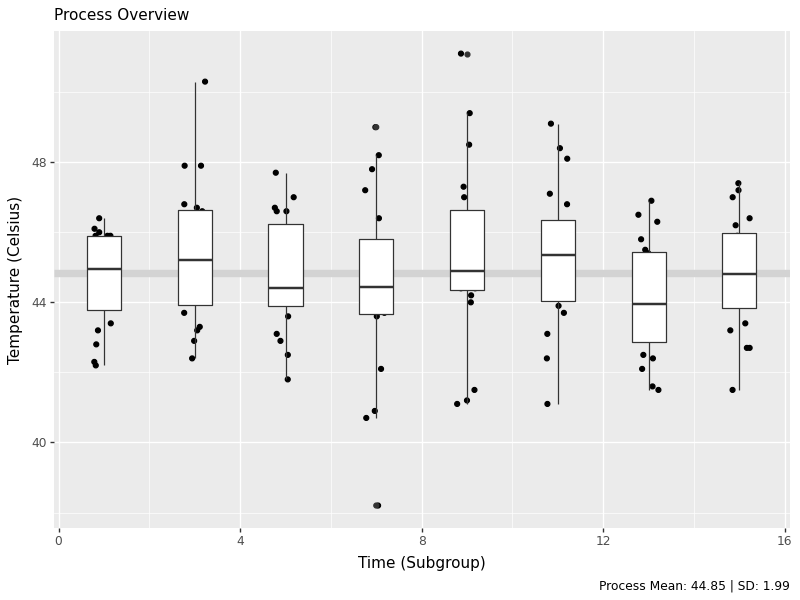 Process Overview
48
44
40
Temperature (Celsius)
0 4 8 12 16
Time (Subgroup)
Process Mean: 44.85 | SD: 1.99